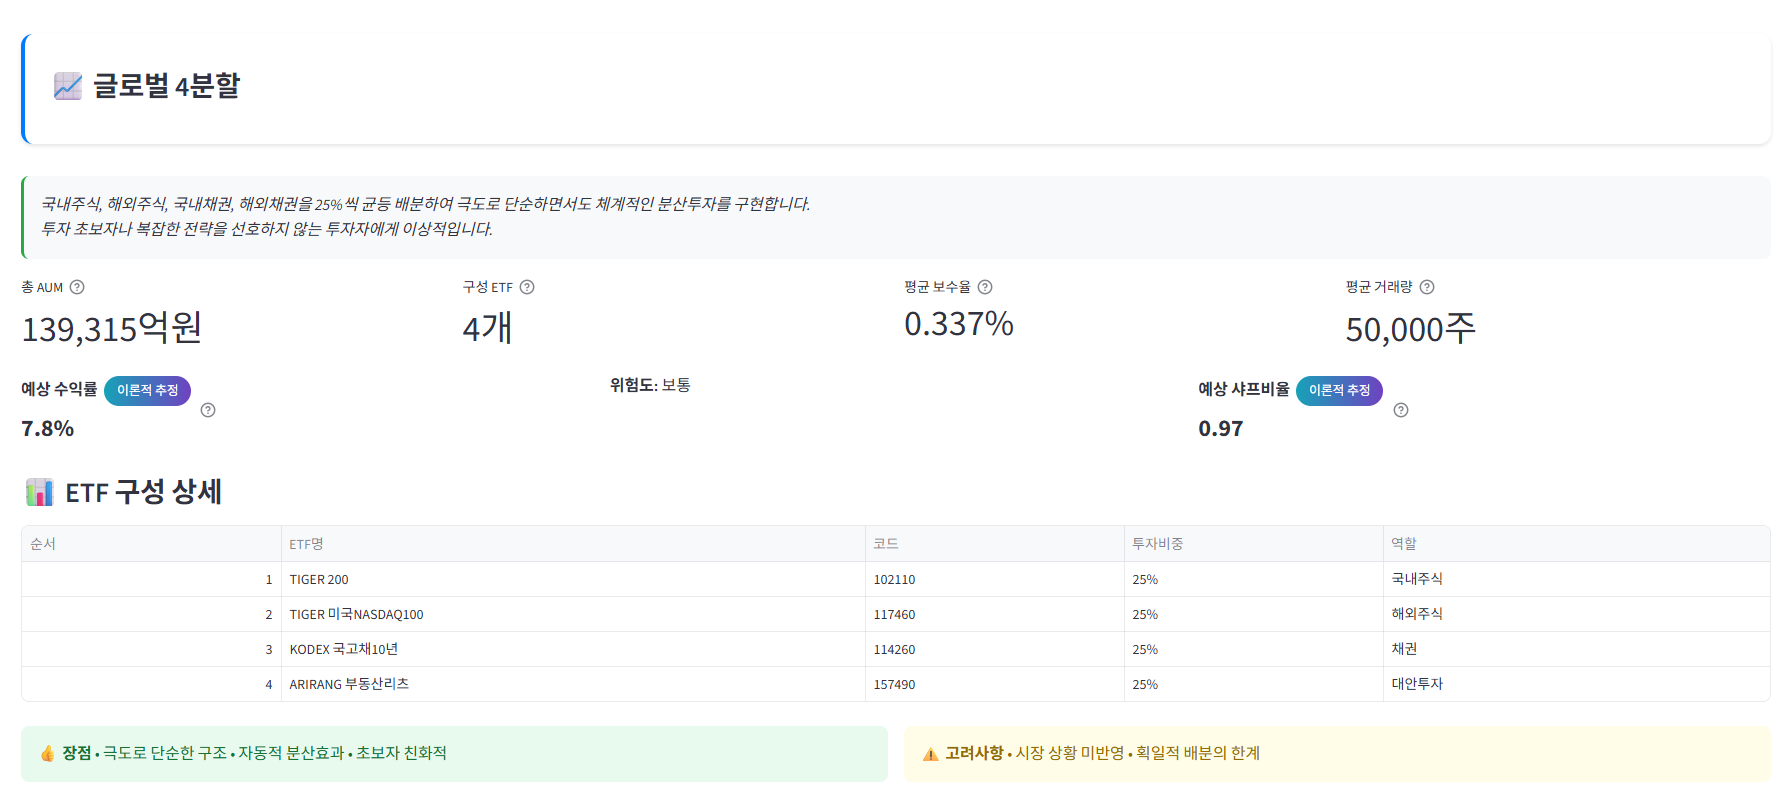 글로벌 4분할
국내주식, 해외주식, 국내채권, 해외채권을 25%씩 균등 배분하여 극도로 단순하면서도 체계적인 분산투자를 구현합니다.
투자 초보자나 복잡한 전략을 선호하지 않는 투자자에게 이상적입니다.
총 AUM
구성 ETF
평균 보수율
평균 거래량
139,315억원
4개
0.337%
50,000주
예상 수익률 이론적 추정
7.8%
위험도: 보통
예상 샤프비율 이론적 추정
0.97
ETF 구성 상세
순서 ETF명 코드 투자비중 역할
1 TIGER 200 102110 25% 국내주식
2 TIGER 미국NASDAQ100 117460 25% 해외주식
3 KODEX 국고채10년 114260 25% 채권
4 ARIRANG 부동산리츠 157490 25% 대안투자
장점 • 극도로 단순한 구조 • 자동적 분산효과 • 초보자 친화적
고려사항 • 시장 상황 미반영 • 획일적 배분의 한계